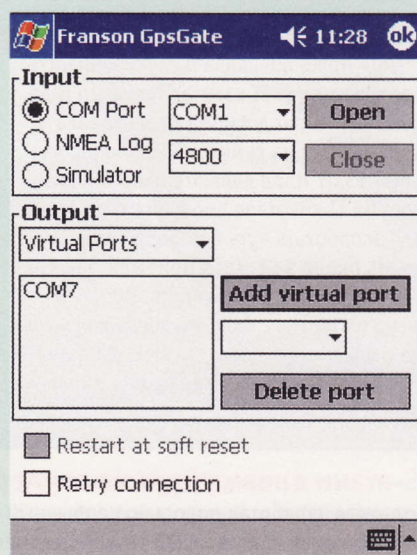 Franson GpsGate 11:28 ok
Input
COM Port COM1 Open
NMEA Log
4800 Close
Simulator
Output
Virtual Ports
COM7 Add virtual port
Delete port
Restart at soft reset
Retry connection